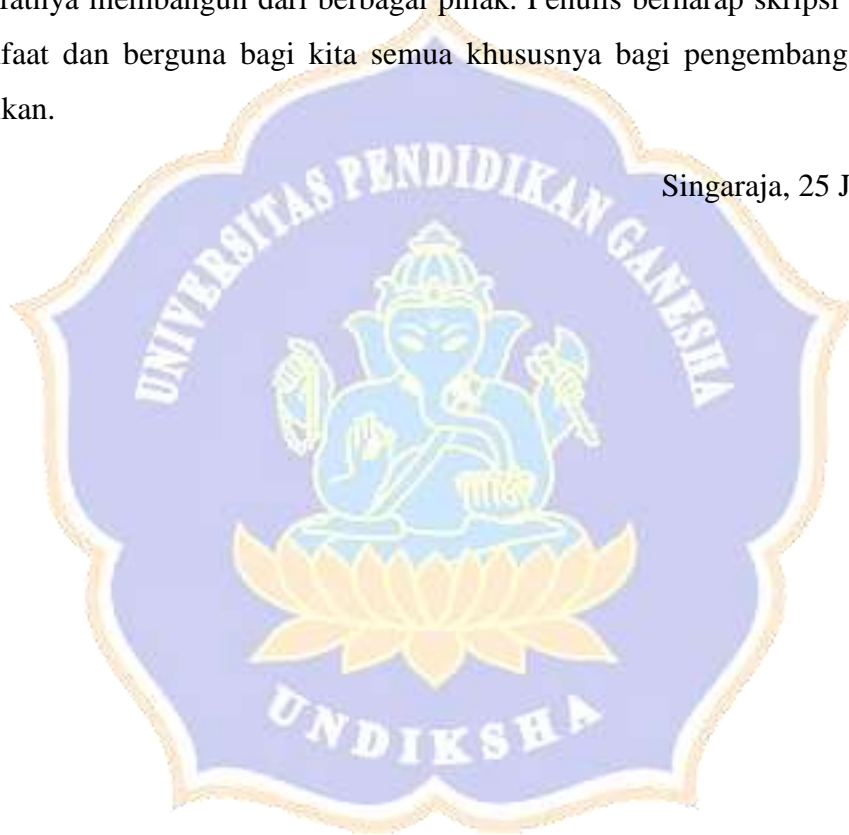 ratnya membangun dari berbagai pihak. Penulis berharap skripsi
faat dan berguna bagi kita semua khususnya bagi pengembang
kan.
Singaraja, 25 J
UNIVERSITAS PENDIDIKAN GANESHA
UNDIKSHA